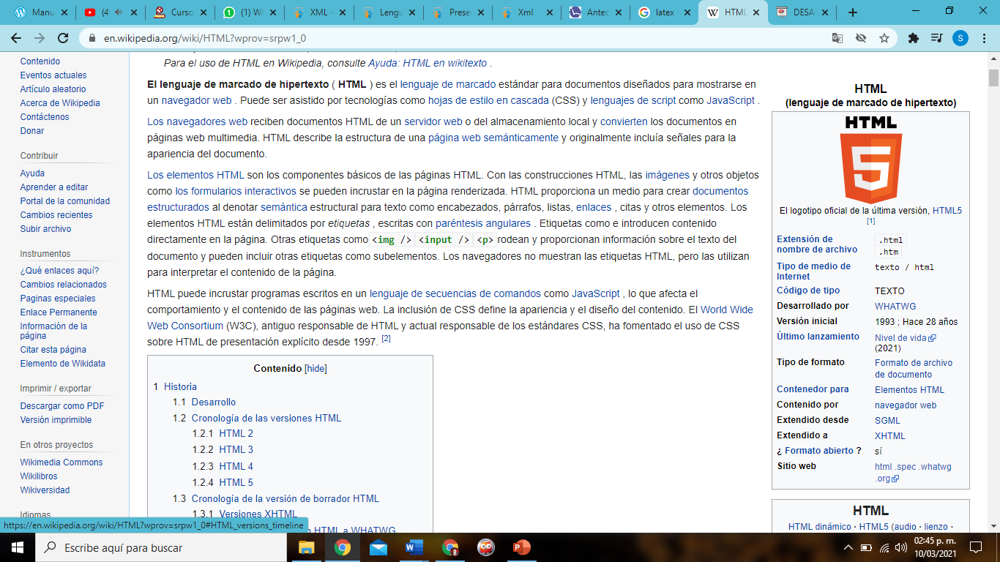 Manu
(4
Curso
(1) Wi
XML -
Lengu
Prese
Xml
Antec
latex -
HTML
DESA
en.wikipedia.org/wiki/HTML?wprov=srpw1_0
S
Contenido
Eventos actuales
Artículo aleatorio
Acerca de Wikipedia
Contáctenos
Donar
Contribuir
Ayuda
Aprender a editar
Portal de la comunidad
Cambios recientes
Subir archivo
Instrumentos
¿Qué enlaces aquí?
Cambios relacionados
Paginas especiales
Enlace Permanente
Información de la
página
Citar esta página
Elemento de Wikidata
Imprimir / exportar
Descargar como PDF
Versión imprimible
En otros proyectos
Wikimedia Commons
Wikilibros
Wikiversidad
Idiomas
Para el uso de HTML en Wikipedia, consulte Ayuda: HTML en wikitexto .
El lenguaje de marcado de hipertexto ( HTML ) es el lenguaje de marcado estándar para documentos diseñados para mostrarse en
un navegador web . Puede ser asistido por tecnologías como hojas de estilo en cascada (CSS) y lenguajes de script como JavaScript .
Los navegadores web reciben documentos HTML de un servidor web o del almacenamiento local y convierten los documentos en
páginas web multimedia. HTML describe la estructura de una página web semánticamente y originalmente incluía señales para la
apariencia del documento.
Los elementos HTML son los componentes básicos de las páginas HTML. Con las construcciones HTML, las imágenes y otros objetos
como los formularios interactivos se pueden incrustar en la página renderizada. HTML proporciona un medio para crear documentos
estructurados al denotar semántica estructural para texto como encabezados, párrafos, listas, enlaces , citas y otros elementos. Los
elementos HTML están delimitados por etiquetas , escritas con paréntesis angulares . Etiquetas como e introducen contenido
directamente en la página. Otras etiquetas como <img /> <input /> <p> rodean y proporcionan información sobre el texto del
documento y pueden incluir otras etiquetas como subelementos. Los navegadores no muestran las etiquetas HTML, pero las utilizan
para interpretar el contenido de la página.
HTML puede incrustar programas escritos en un lenguaje de secuencias de comandos como JavaScript , lo que afecta el
comportamiento y el contenido de las páginas web. La inclusión de CSS define la apariencia y el diseño del contenido. El World Wide
Web Consortium (W3C), antiguo responsable de HTML y actual responsable de los estándares CSS, ha fomentado el uso de CSS
sobre HTML de presentación explícito desde 1997. [2]
Contenido [hide]
1 Historia
1.1 Desarrollo
1.2 Cronología de las versiones HTML
1.2.1 HTML 2
1.2.2 HTML 3
1.2.3 HTML 4
1.2.4 HTML 5
1.3 Cronología de la versión de borrador HTML
1.3.1 Versiones XHTML
HTML a WHATWG
HTML
(lenguaje de marcado de hipertexto)
HTML
5
El logotipo oficial de la última versión, HTML5
[1]
Extensión de nombre de archivo .html
.htm
Tipo de medio de Internet texto / html
Código de tipo TEXTO
Desarrollado por WHATWG
Versión inicial 1993 ; Hace 28 años
Último lanzamiento Nivel de vida
(2021)
Tipo de formato Formato de archivo
de documento
Contenedor para Elementos HTML
Contenido por navegador web
Extendido desde SGML
Extendido a XHTML
¿ Formato abierto ? sí
Sitio web html .spec .whatwg
.org
HTML
HTML dinámico · HTML5 (audio · lienzo ·
https://en.wikipedia.org/wiki/HTML?wprov=srpw1_0#HTML_versions_timeline
Escribe aquí para buscar
02:45 p. m.
10/03/2021